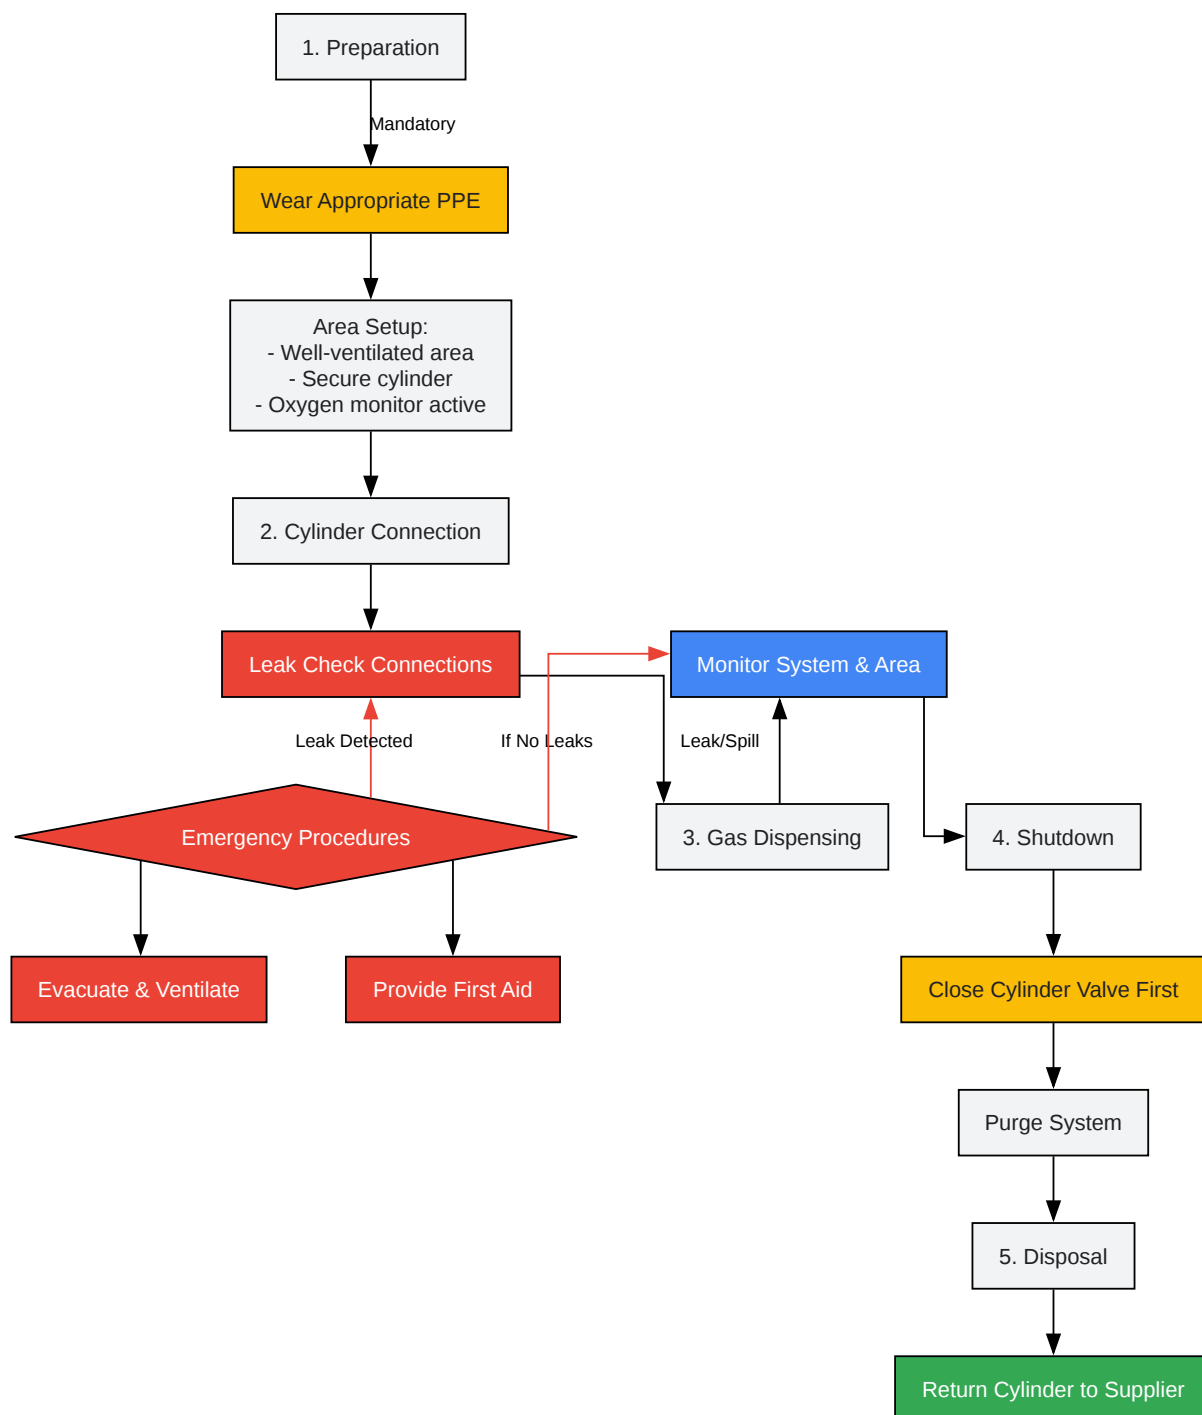 1. Preparation
Mandatory
Wear Appropriate PPE
Area Setup:
- Well-ventilated area
- Secure cylinder
- Oxygen monitor active
2. Cylinder Connection
Leak Check Connections
Monitor System & Area
Leak Detected
If No Leaks
Leak/Spill
Emergency Procedures
3. Gas Dispensing
4. Shutdown
Evacuate & Ventilate
Provide First Aid
Close Cylinder Valve First
Purge System
5. Disposal
Return Cylinder to Supplier